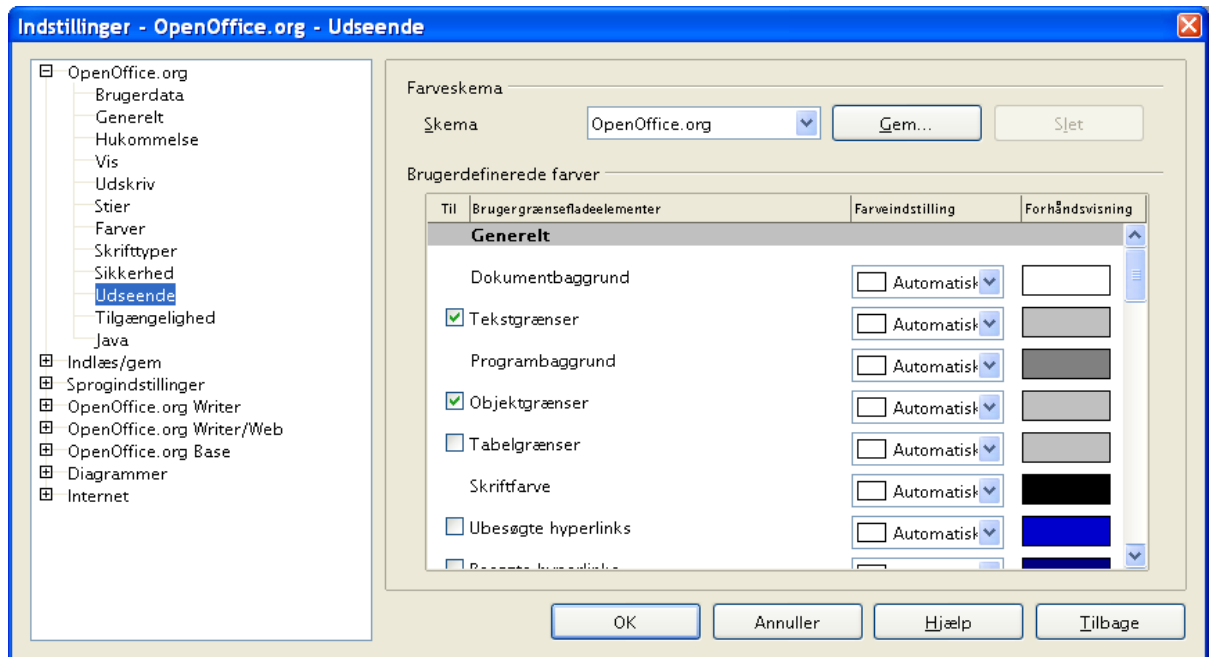 Indstillinger - OpenOffice.org - Udseende
OpenOffice.org
Brugerdata
Generelt
Hukommelse
Vis
Udskriv
Stier
Farver
Skrifttyper
Sikkerhed
Udseende
Tilgængelighed
Java
Indlæs/gem
Sprogindstillinger
OpenOffice.org Writer
OpenOffice.org Writer/Web
OpenOffice.org Base
Diagrammer
Internet
Farveskema
Skema OpenOffice.org Gem... Slet
Brugerdefinerede farver
Til Brugergrænsefladeelementer Farveindstilling Forhåndsvisning
Generelt
Dokumentbaggrund Automatisk
Tekstgrænser Automatisk
Programbaggrund Automatisk
Objektgrænser Automatisk
Tabelgrænser Automatisk
Skriftfarve Automatisk
Ubesøgte hyperlinks Automatisk
OK Annuller Hjælp Tilbage